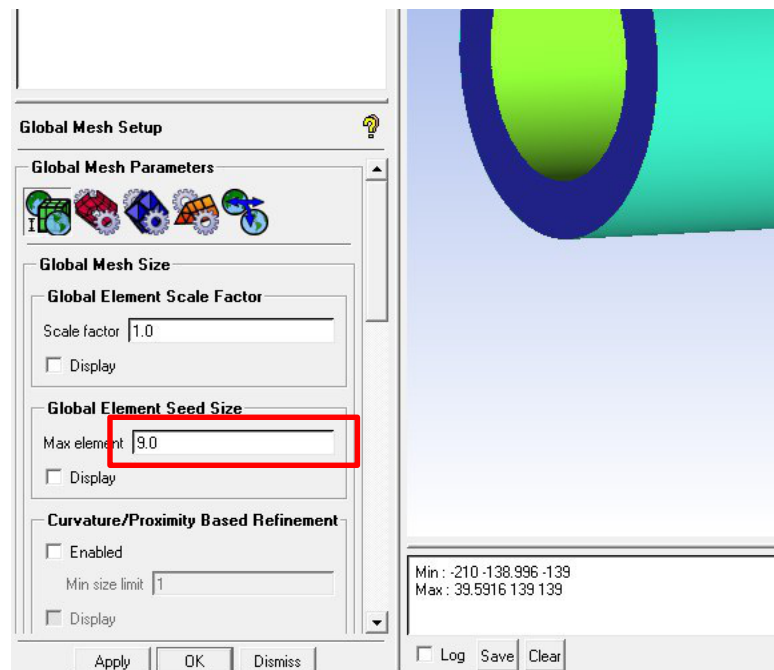 Global Mesh Setup
Global Mesh Parameters
Global Mesh Size
Global Element Scale Factor
Scale factor 1.0
Display
Global Element Seed Size
Max element 9.0
Display
Curvature/Proximity Based Refinement
Enabled
Min size limit 1
Display
Apply OK Dismiss
Min : -210 -138.996 -139
Max : 39.5916 139 139
Log Save Clear